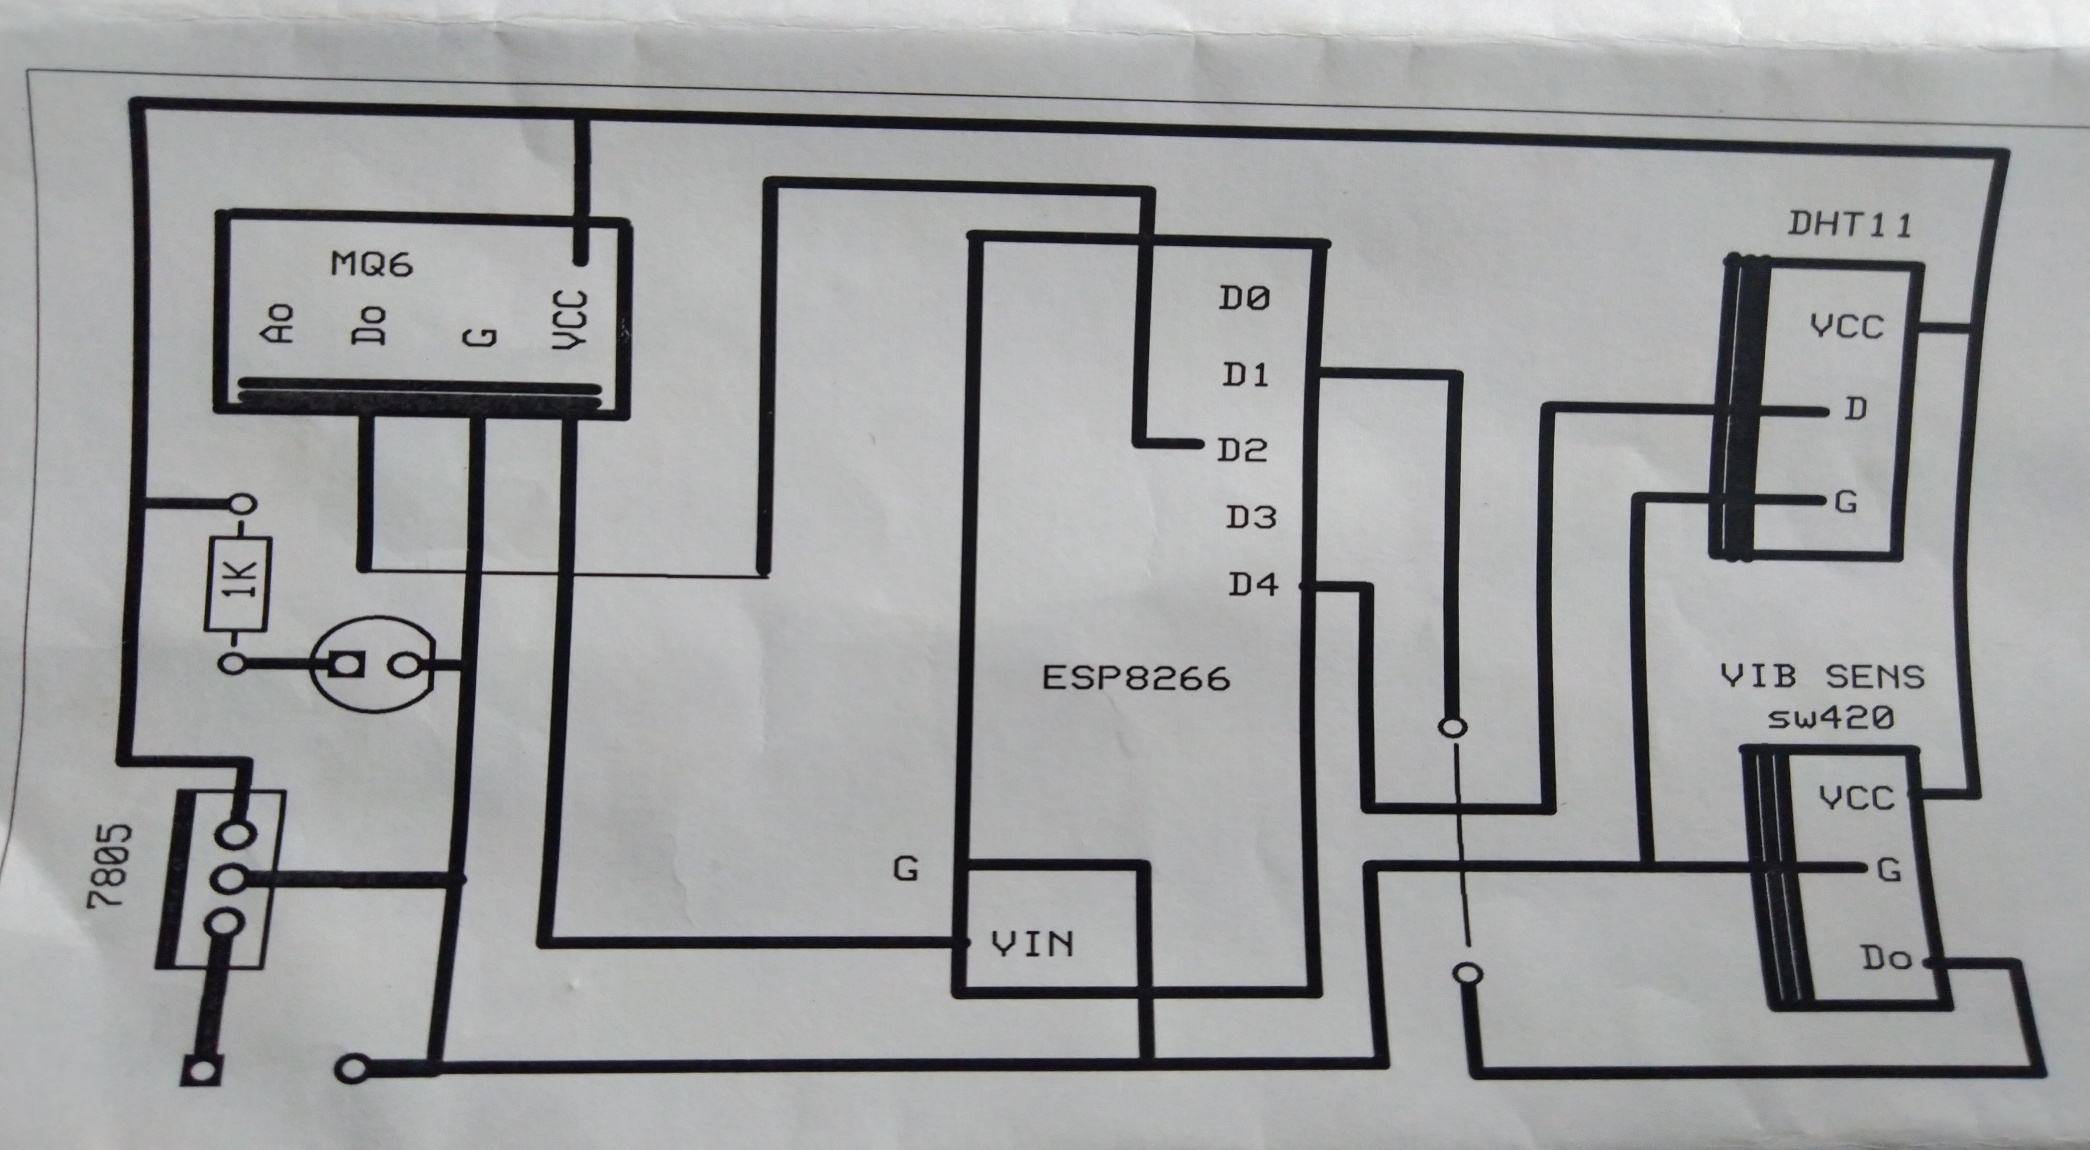 DHT11
MQ6
Ao
Do
G
VCC
D0
D1
D2
D3
D4
VCC
D
G
1K
ESP8266
VIB SENS
sw420
VCC
G
Do
7805
G
VIN